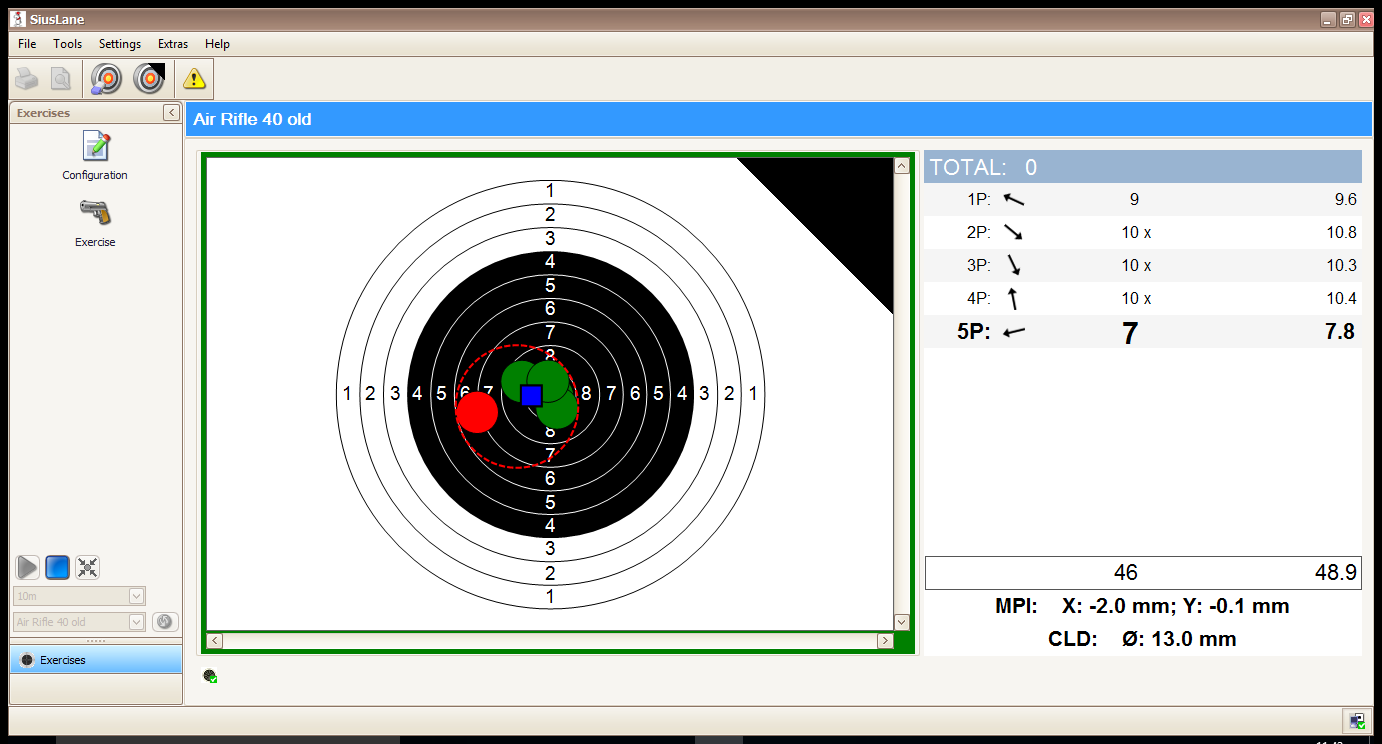 SiusLane
File Tools Settings Extras Help
Exercises
Configuration
Exercise
10m
Air Rifle 40 old
Exercises
Air Rifle 40 old
1
2
3
4
5
6
7
8
1 2 3 4 5 6 7 8 7 6 5 4 3 2 1
8
7
6
5
4
3
2
1
TOTAL: 0
1P: 9 9.6
2P: 10 x 10.8
3P: 10 x 10.3
4P: 10 x 10.4
5P: 7 7.8
46 48.9
MPI: X: -2.0 mm; Y: -0.1 mm
CLD: Ø: 13.0 mm